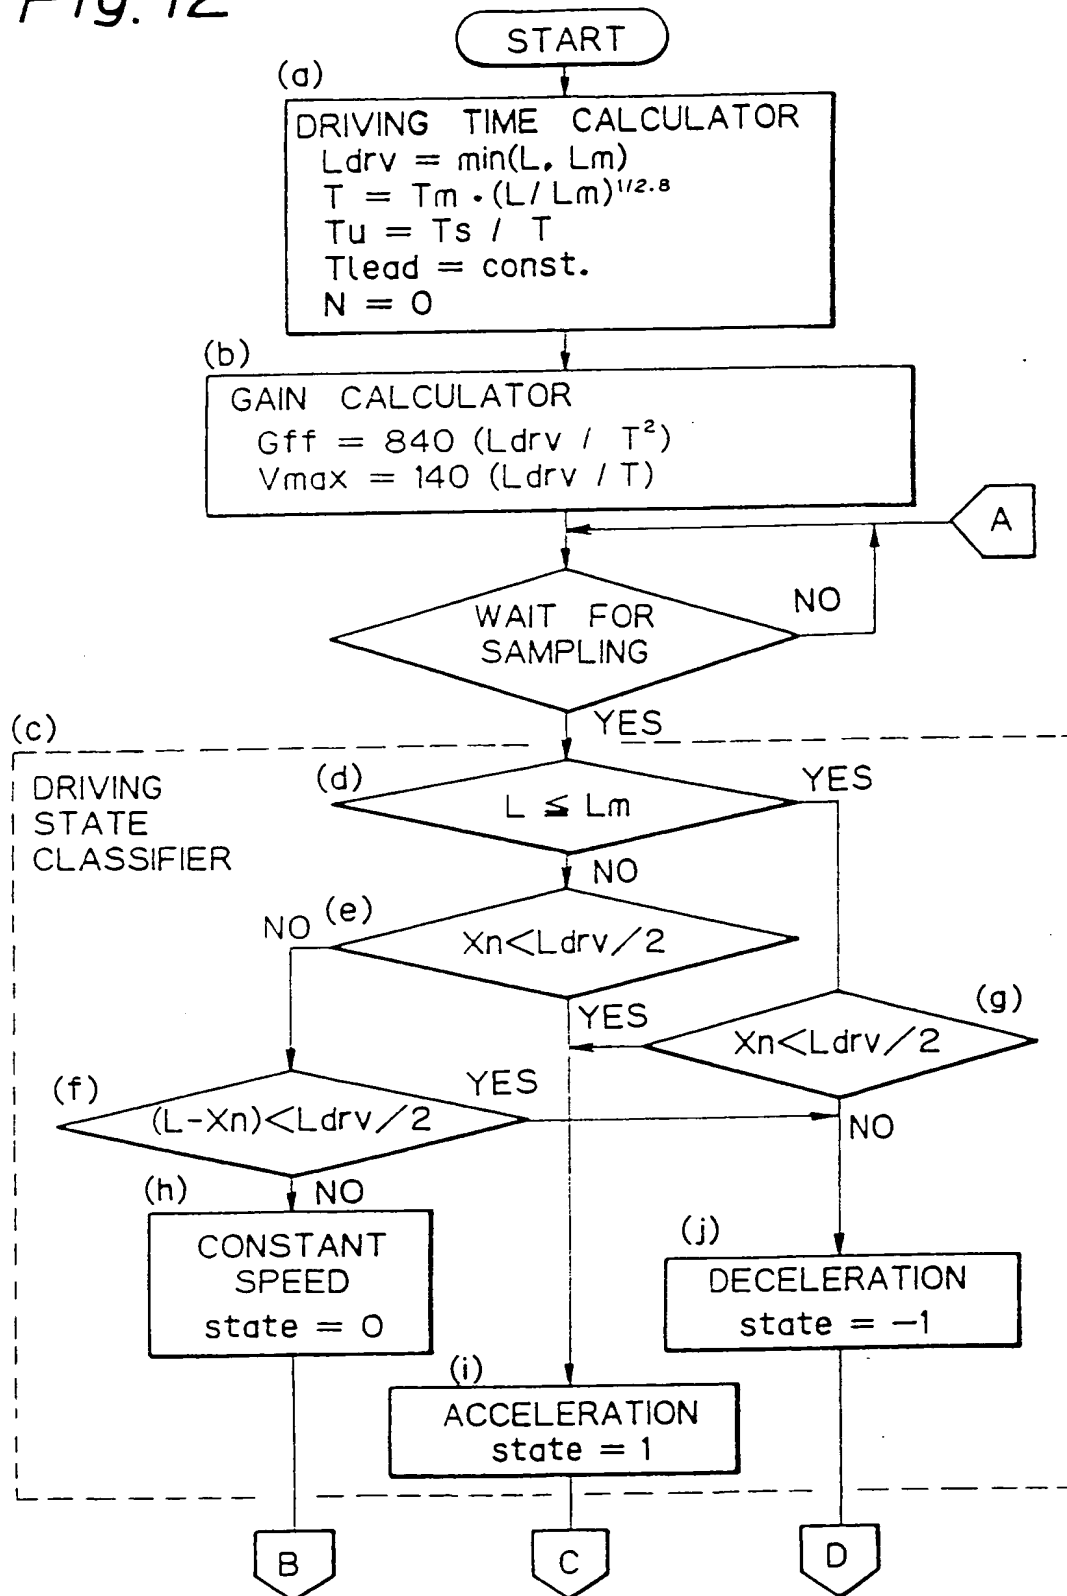 Fig. 12
START
(a)
DRIVING TIME CALCULATOR
Ldrv = min(L, Lm)
T = Tm · (L/Lm)^1/2.8
Tu = Ts / T
Tlead = const.
N = 0
(b)
GAIN CALCULATOR
Gff = 840 (Ldrv / T²)
Vmax = 140 (Ldrv / T)
A
WAIT FOR
SAMPLING
NO
YES
(c)
DRIVING
STATE
CLASSIFIER
(d)
L ≦ Lm
YES
NO
(e)
Xn<Ldrv/2
NO
YES
(g)
Xn<Ldrv/2
NO
(f)
(L-Xn)<Ldrv/2
YES
NO
(h)
CONSTANT
SPEED
state = 0
(j)
DECELERATION
state = -1
(i)
ACCELERATION
state = 1
B
C
D